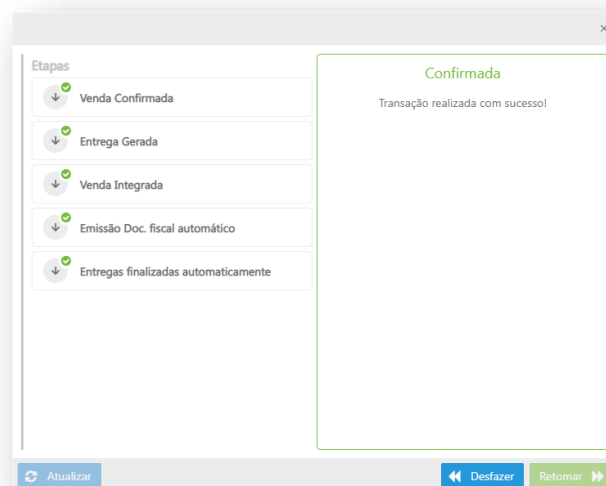 Etapas
Venda Confirmada
Entrega Gerada
Venda Integrada
Emissão Doc. fiscal automático
Entregas finalizadas automaticamente
Confirmada
Transação realizada com sucesso!
Atualizar
Desfazer
Retomar